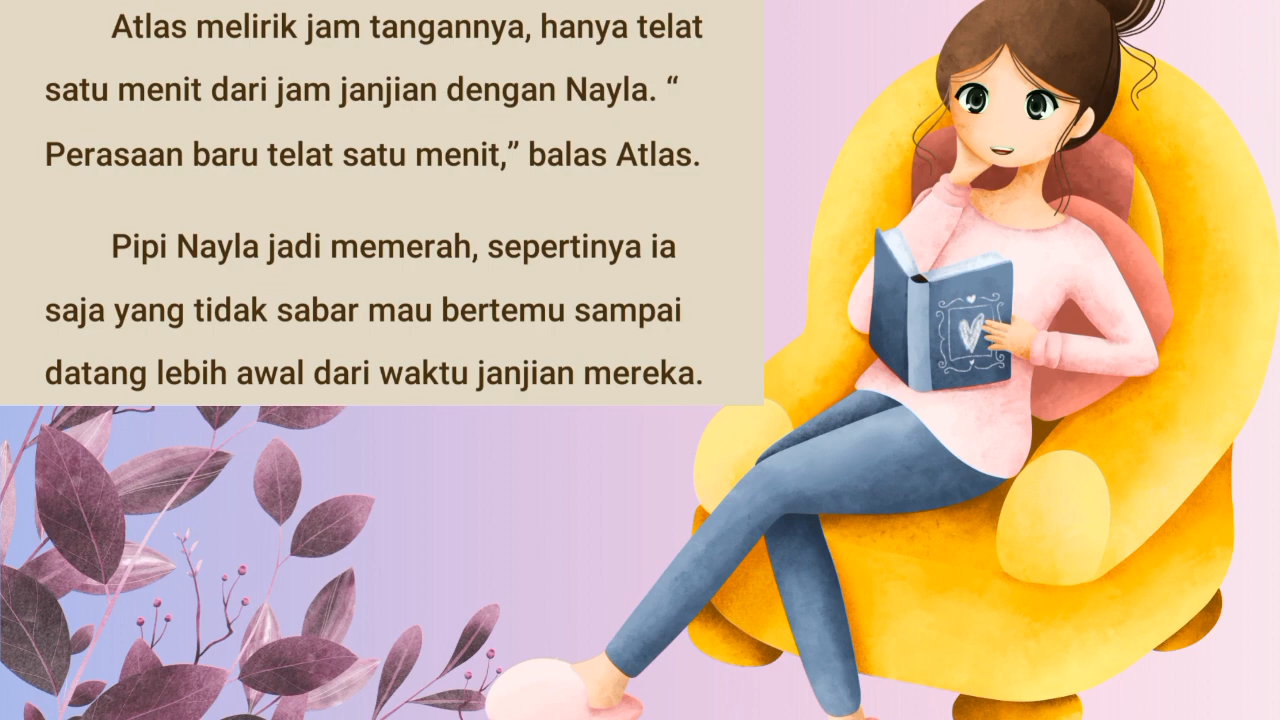 Atlas melirik jam tangannya, hanya telat
satu menit dari jam janjian dengan Nayla. “
Perasaan baru telat satu menit,” balas Atlas.
Pipi Nayla jadi memerah, sepertinya ia
saja yang tidak sabar mau bertemu sampai
datang lebih awal dari waktu janjian mereka.